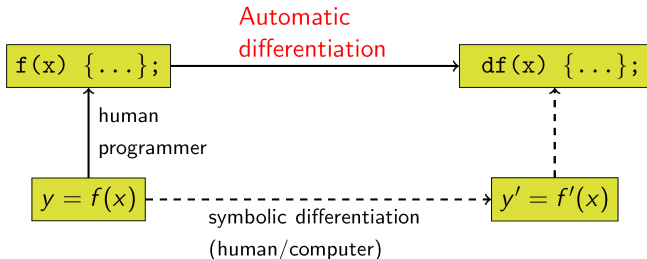 Automatic
differentiation
f(x) {...};
df(x) {...};
human
programmer
y = f(x)
y′ = f′(x)
symbolic differentiation
(human/computer)